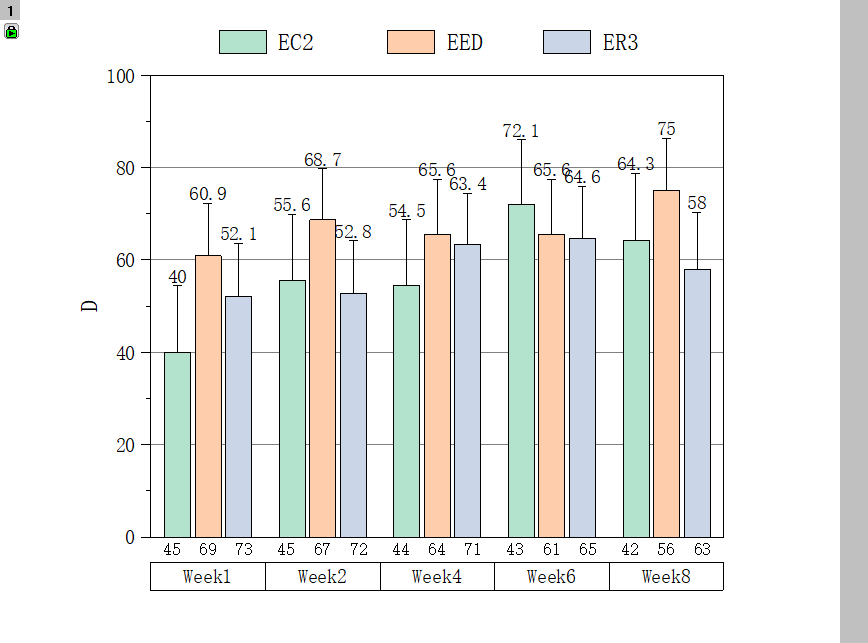 1
EC2 EED ER3
100
80
60
40
20
0
D
40 60.9 52.1
55.6 68.7 52.8
54.5 65.6 63.4
72.1 65.6 64.6
64.3 75 58
45 69 73 45 67 72 44 64 71 43 61 65 42 56 63
Week1 Week2 Week4 Week6 Week8